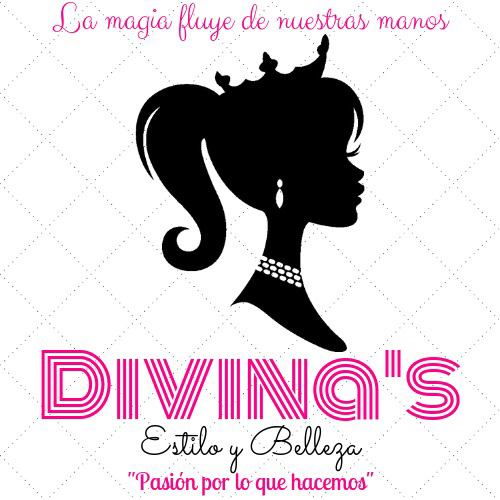 La magia fluye de nuestras manos
Divina's
Estilo y Belleza
"Pasión por lo que hacemos"